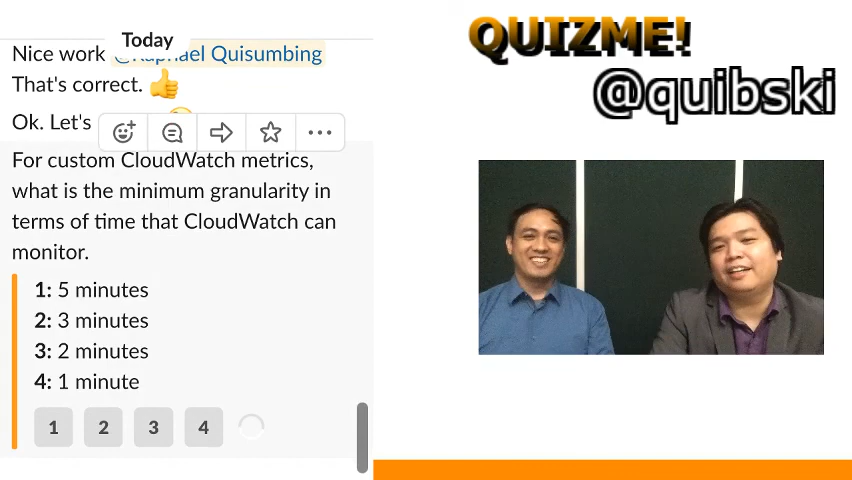 Today
Nice work @Raphael Quisumbing
That's correct.
Ok. Let's
For custom CloudWatch metrics,
what is the minimum granularity in
terms of time that CloudWatch can
monitor.
1: 5 minutes
2: 3 minutes
3: 2 minutes
4: 1 minute
1 2 3 4
QUIZME!
@quibski